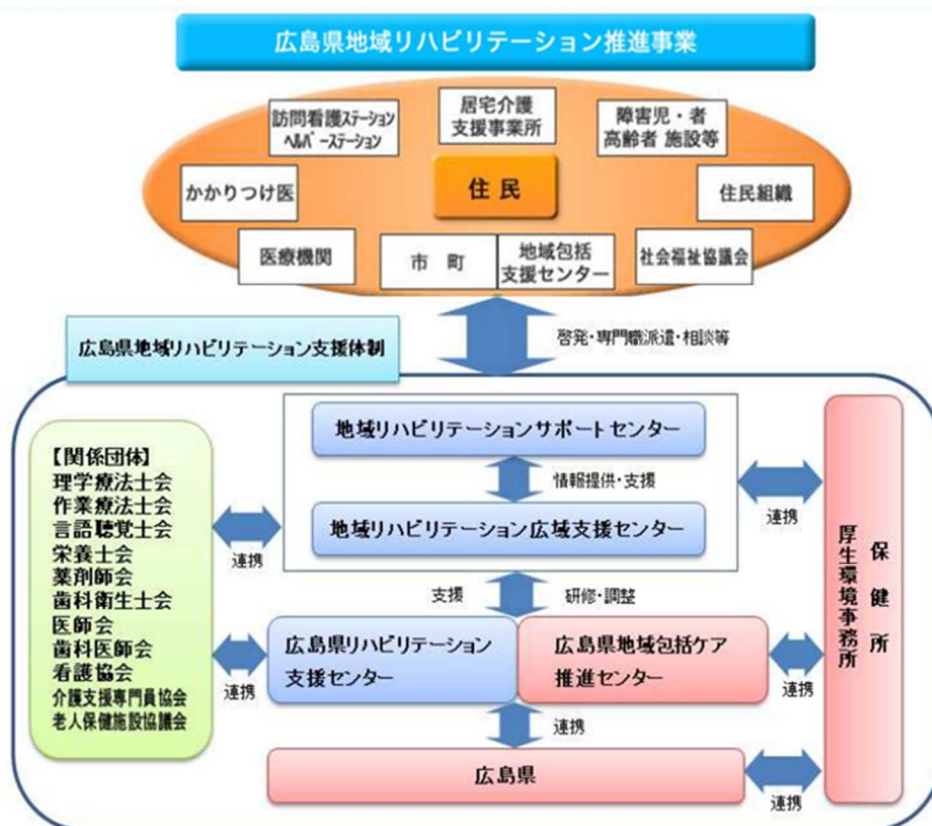 広島県地域リハビリテーション推進事業
訪問看護ステーション
ヘルパーステーション
居宅介護
支援事業所
障害児・者
高齢者 施設等
かかりつけ医
住民
住民組織
医療機関
市 町
地域包括
支援センター
社会福祉協議会
啓発・専門職派遣・相談等
広島県地域リハビリテーション支援体制
地域リハビリテーションサポートセンター
情報提供・支援
地域リハビリテーション広域支援センター
【関係団体】
理学療法士会
作業療法士会
言語聴覚士会
栄養士会
薬剤師会
歯科衛生士会
医師会
歯科医師会
看護協会
介護支援専門員協会
老人保健施設協議会
連携
連携
連携
支援
研修・調整
広島県リハビリテーション
支援センター
広島県地域包括ケア
推進センター
連携
連携
広島県
連携
保健所
厚生環境事務所